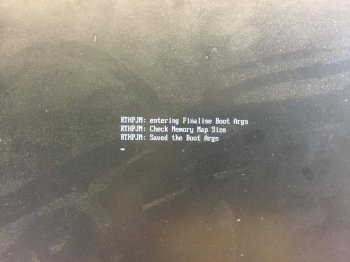 RTHPJM: entering Finalise Boot Args
RTHPJM: Check Memory Map Size
RTHPJM: Saved the Boot Args